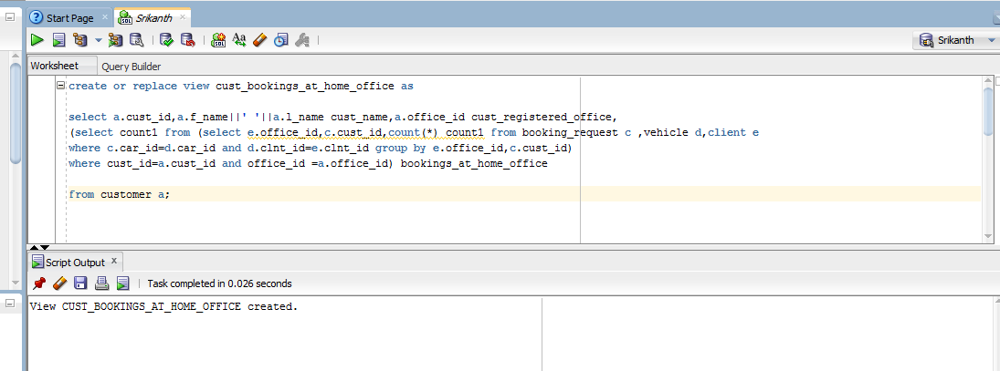 Start Page
Srikanth
Srikanth
Worksheet Query Builder
create or replace view cust_bookings_at_home_office as
select a.cust_id,a.f_name||' '||a.l_name cust_name,a.office_id cust_registered_office,
(select count1 from (select e.office_id,c.cust_id,count(*) count1 from booking_request c ,vehicle d,client e
where c.car_id=d.car_id and d.clnt_id=e.clnt_id group by e.office_id,c.cust_id)
where cust_id=a.cust_id and office_id =a.office_id) bookings_at_home_office
from customer a;
Script Output x
Task completed in 0.026 seconds
View CUST_BOOKINGS_AT_HOME_OFFICE created.